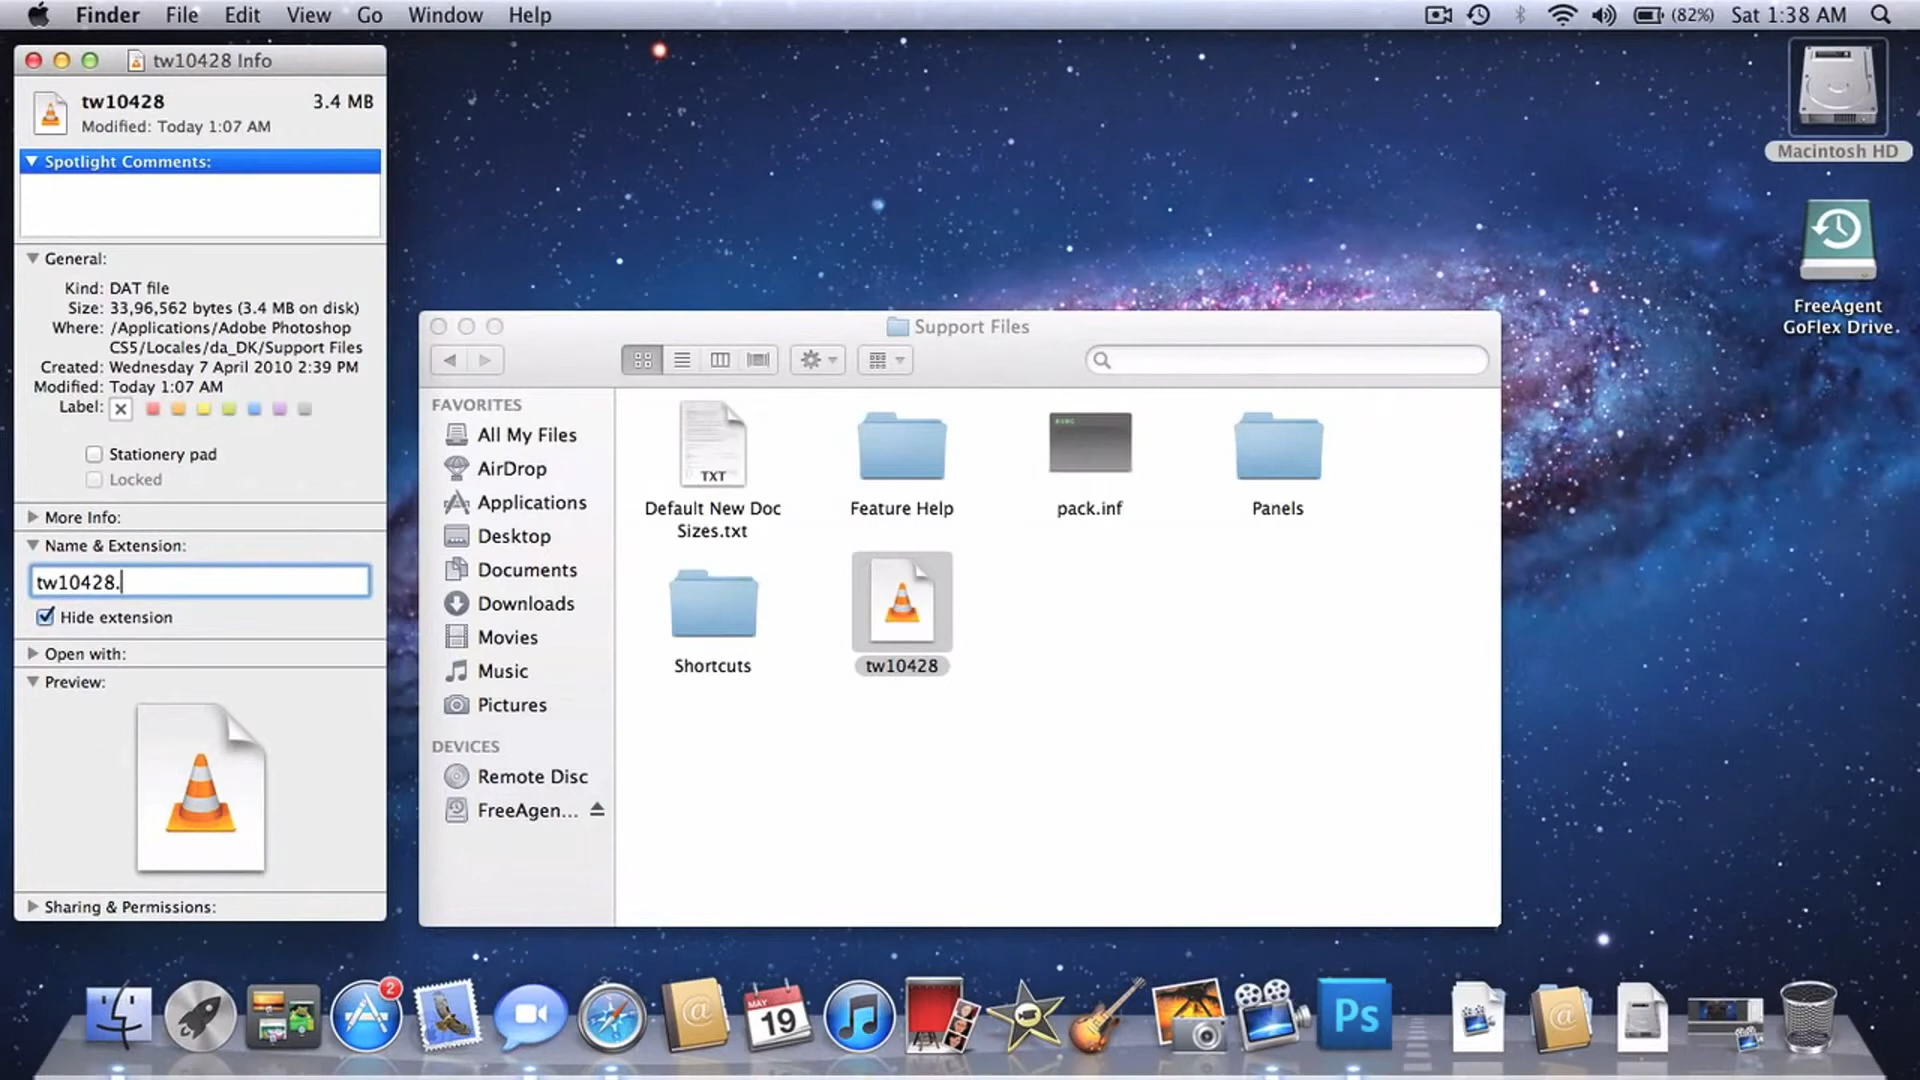 Finder File Edit View Go Window Help
(82%) Sat 1:38 AM
tw10428 Info
tw10428 3.4 MB
Modified: Today 1:07 AM
Spotlight Comments:
General:
Kind: DAT file
Size: 33,96,562 bytes (3.4 MB on disk)
Where: /Applications/Adobe Photoshop
CS5/Locales/da_DK/Support Files
Created: Wednesday 7 April 2010 2:39 PM
Modified: Today 1:07 AM
Label:
Stationery pad
Locked
More Info:
Name & Extension:
tw10428.
Hide extension
Open with:
Preview:
Sharing & Permissions:
Support Files
FAVORITES
All My Files
AirDrop
Applications
Desktop
Documents
Downloads
Movies
Music
Pictures
DEVICES
Remote Disc
FreeAgen...
TXT
Default New Doc
Sizes.txt
Feature Help
pack.inf
Panels
Shortcuts
tw10428
Macintosh HD
FreeAgent
GoFlex Drive
2
MAY
19
Ps